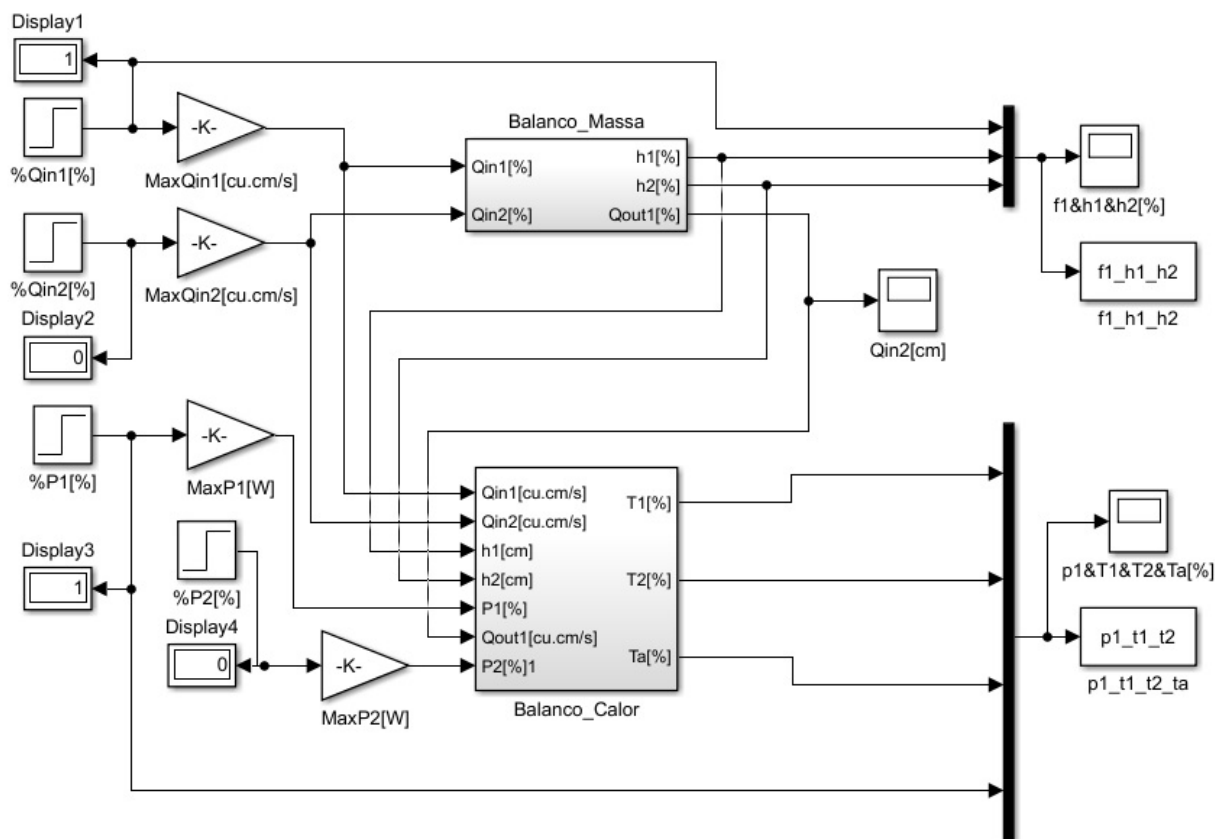 Display1
1
%Qin1[%]
-K-
MaxQin1[cu.cm/s]
%Qin2[%]
-K-
MaxQin2[cu.cm/s]
Display2
0
Balanco_Massa
Qin1[%]
Qin2[%]
h1[%]
h2[%]
Qout1[%]
f1&h1&h2[%]
f1_h1_h2
f1_h1_h2
Qin2[cm]
%P1[%]
-K-
MaxP1[W]
Display3
1
%P2[%]
Display4
0
-K-
MaxP2[W]
Qin1[cu.cm/s]
Qin2[cu.cm/s]
h1[cm]
h2[cm]
P1[%]
Qout1[cu.cm/s]
P2[%]1
T1[%]
T2[%]
Ta[%]
Balanco_Calor
p1&T1&T2&Ta[%]
p1_t1_t2
p1_t1_t2_ta